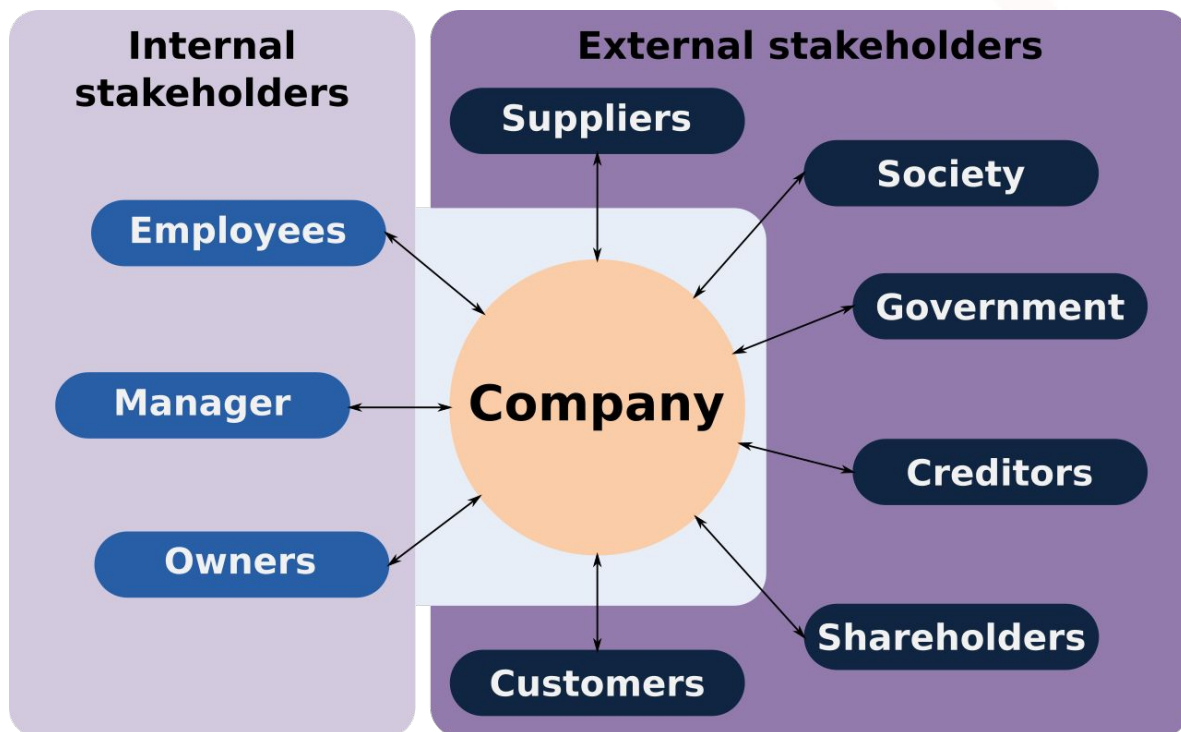 Internal
stakeholders
External stakeholders
Employees
Manager
Owners
Company
Suppliers
Society
Government
Creditors
Shareholders
Customers